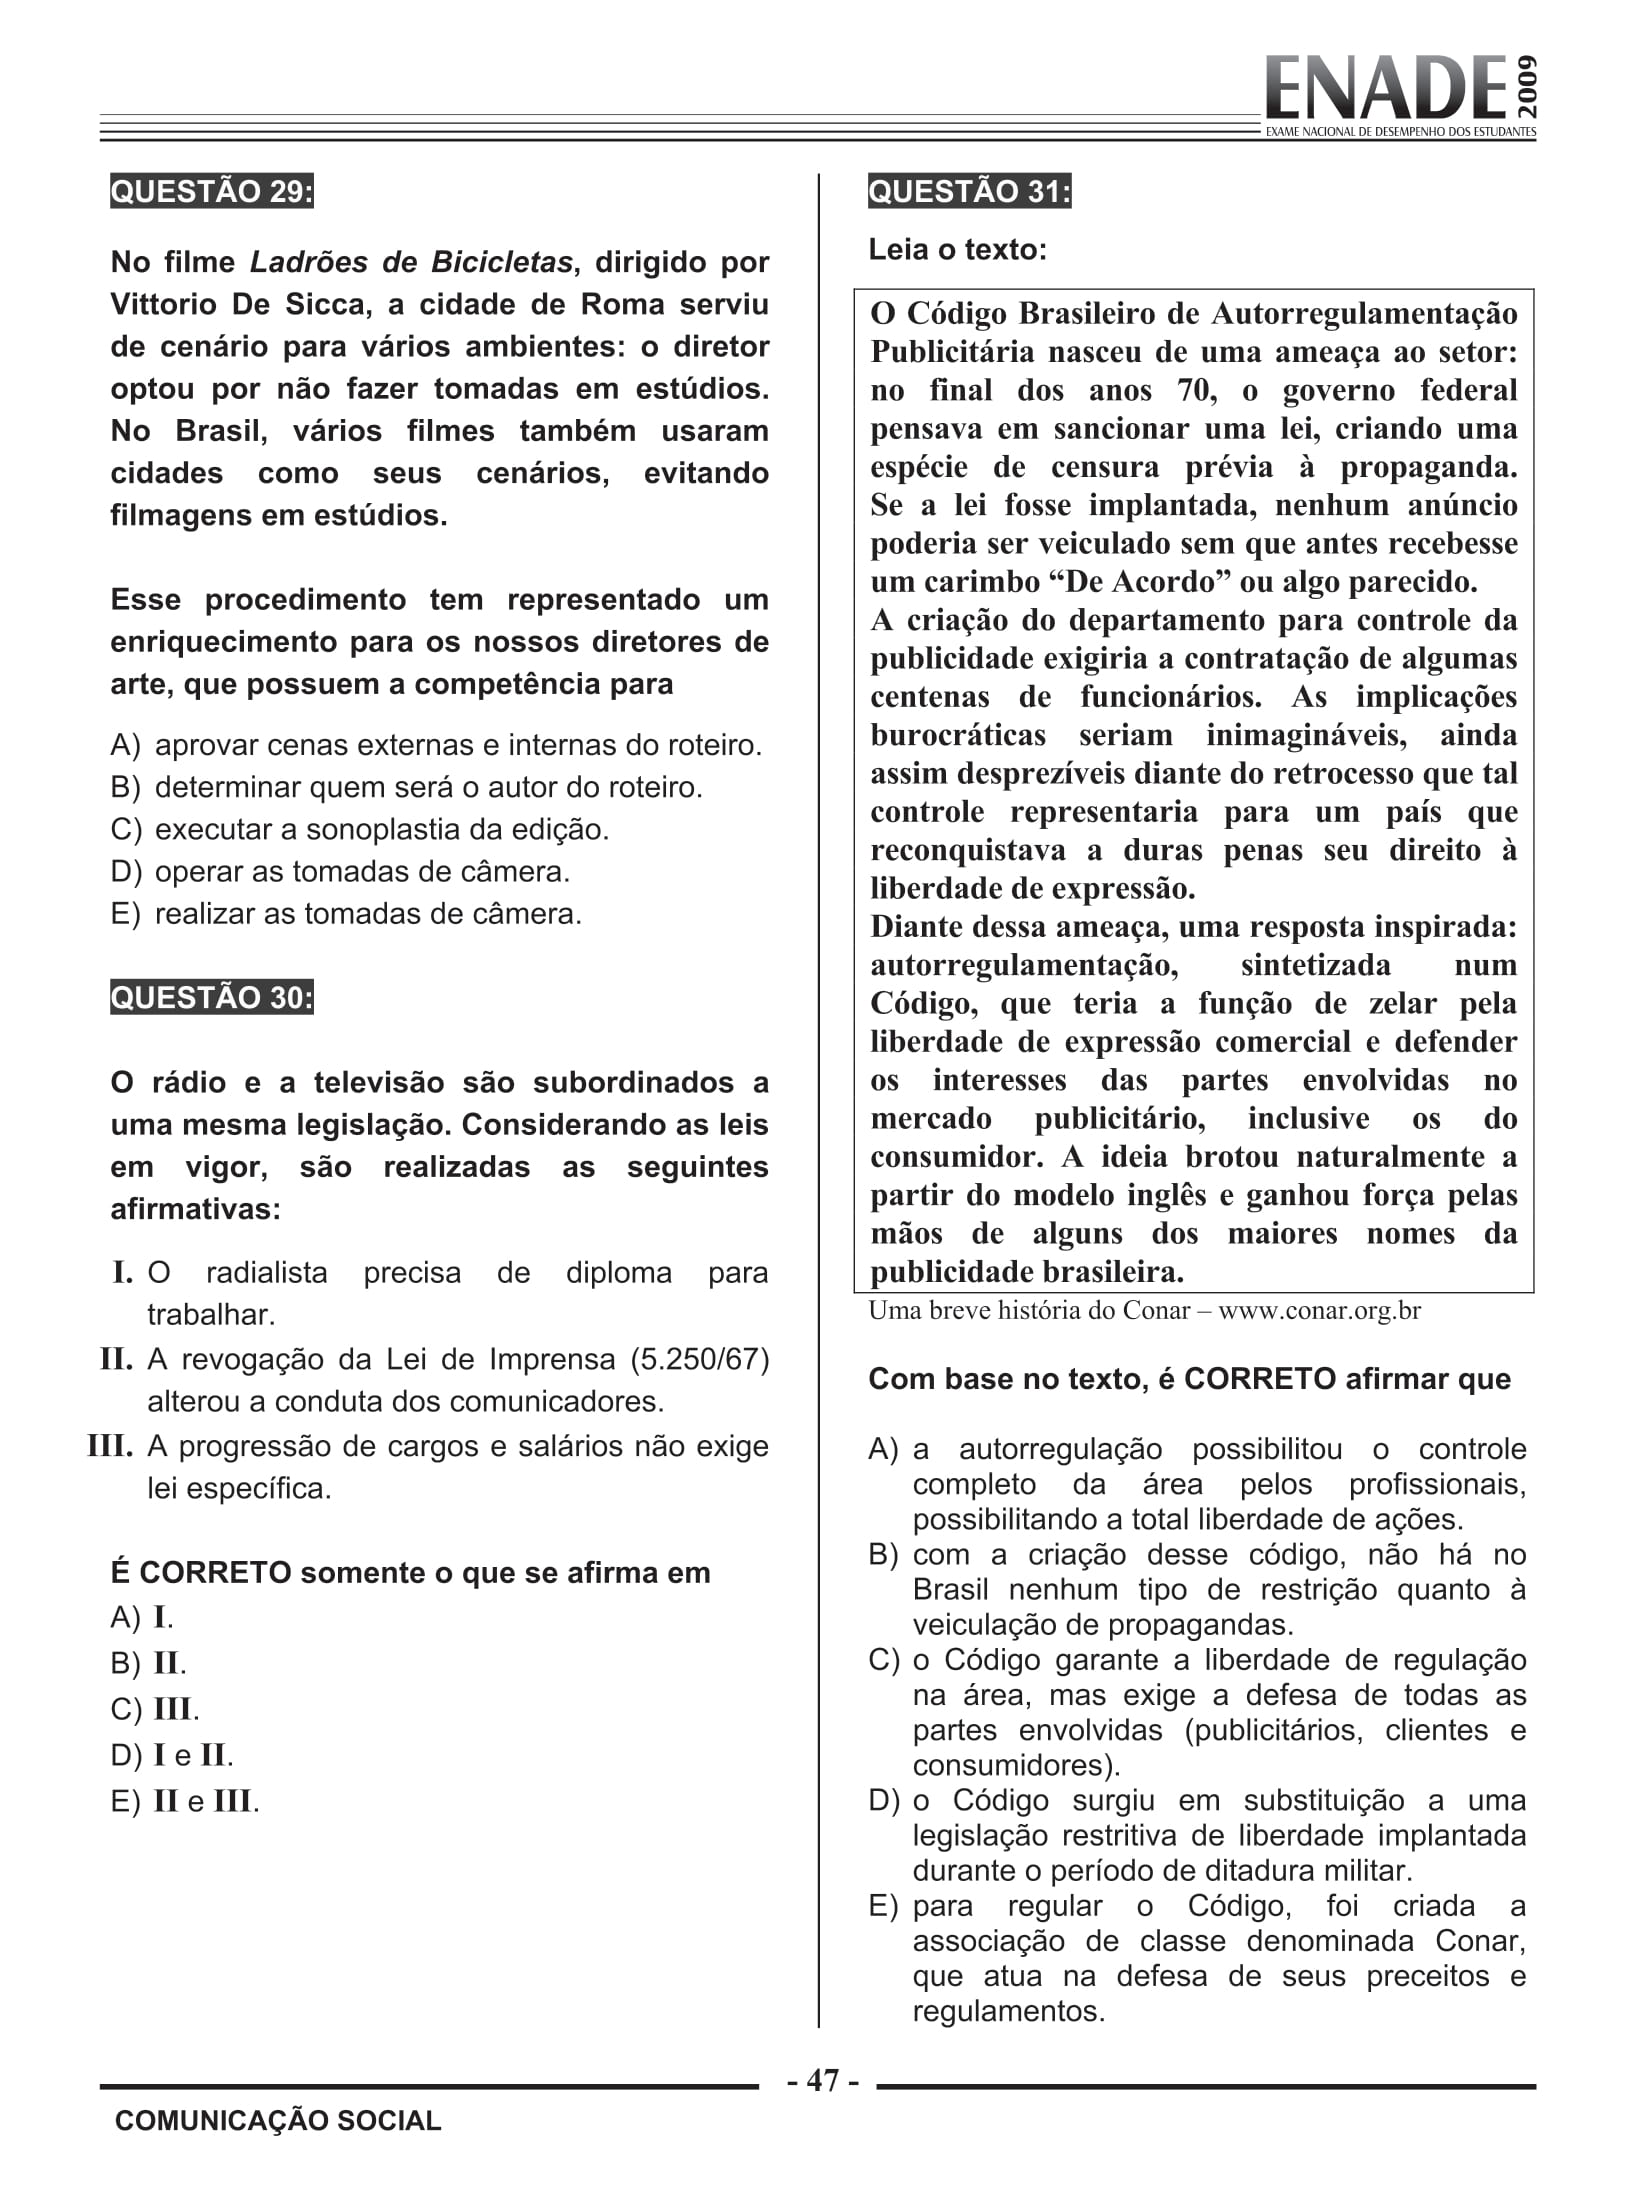 ENADE 2009
EXAME NACIONAL DE DESEMPENHO DOS ESTUDANTES
QUESTÃO 29:
No filme Ladrões de Bicicletas, dirigido por
Vittorio De Sicca, a cidade de Roma serviu
de cenário para vários ambientes: o diretor
optou por não fazer tomadas em estúdios.
No Brasil, vários filmes também usaram
cidades como seus cenários, evitando
filmagens em estúdios.
Esse procedimento tem representado um
enriquecimento para os nossos diretores de
arte, que possuem a competência para
A) aprovar cenas externas e internas do roteiro.
B) determinar quem será o autor do roteiro.
C) executar a sonoplastia da edição.
D) operar as tomadas de câmera.
E) realizar as tomadas de câmera.
QUESTÃO 30:
O rádio e a televisão são subordinados a
uma mesma legislação. Considerando as leis
em vigor, são realizadas as seguintes
afirmativas:
I. O radialista precisa de diploma para
trabalhar.
II. A revogação da Lei de Imprensa (5.250/67)
alterou a conduta dos comunicadores.
III. A progressão de cargos e salários não exige
lei específica.
É CORRETO somente o que se afirma em
A) I.
B) II.
C) III.
D) I e II.
E) II e III.
QUESTÃO 31:
Leia o texto:
O Código Brasileiro de Autorregulamentação
Publicitária nasceu de uma ameaça ao setor:
no final dos anos 70, o governo federal
pensava em sancionar uma lei, criando uma
espécie de censura prévia à propaganda.
Se a lei fosse implantada, nenhum anúncio
poderia ser veiculado sem que antes recebesse
um carimbo “De Acordo” ou algo parecido.
A criação do departamento para controle da
publicidade exigiria a contratação de algumas
centenas de funcionários. As implicações
burocráticas seriam inimagináveis, ainda
assim desprezíveis diante do retrocesso que tal
controle representaria para um país que
reconquistava a duras penas seu direito à
liberdade de expressão.
Diante dessa ameaça, uma resposta inspirada:
autorregulamentação, sintetizada num
Código, que teria a função de zelar pela
liberdade de expressão comercial e defender
os interesses das partes envolvidas no
mercado publicitário, inclusive os do
consumidor. A ideia brotou naturalmente a
partir do modelo inglês e ganhou força pelas
mãos de alguns dos maiores nomes da
publicidade brasileira.
Uma breve história do Conar – www.conar.org.br
Com base no texto, é CORRETO afirmar que
A) a autorregulação possibilitou o controle
completo da área pelos profissionais,
possibilitando a total liberdade de ações.
B) com a criação desse código, não há no
Brasil nenhum tipo de restrição quanto à
veiculação de propagandas.
C) o Código garante a liberdade de regulação
na área, mas exige a defesa de todas as
partes envolvidas (publicitários, clientes e
consumidores).
D) o Código surgiu em substituição a uma
legislação restritiva de liberdade implantada
durante o período de ditadura militar.
E) para regular o Código, foi criada a
associação de classe denominada Conar,
que atua na defesa de seus preceitos e
regulamentos.
- 47 -
COMUNICAÇÃO SOCIAL